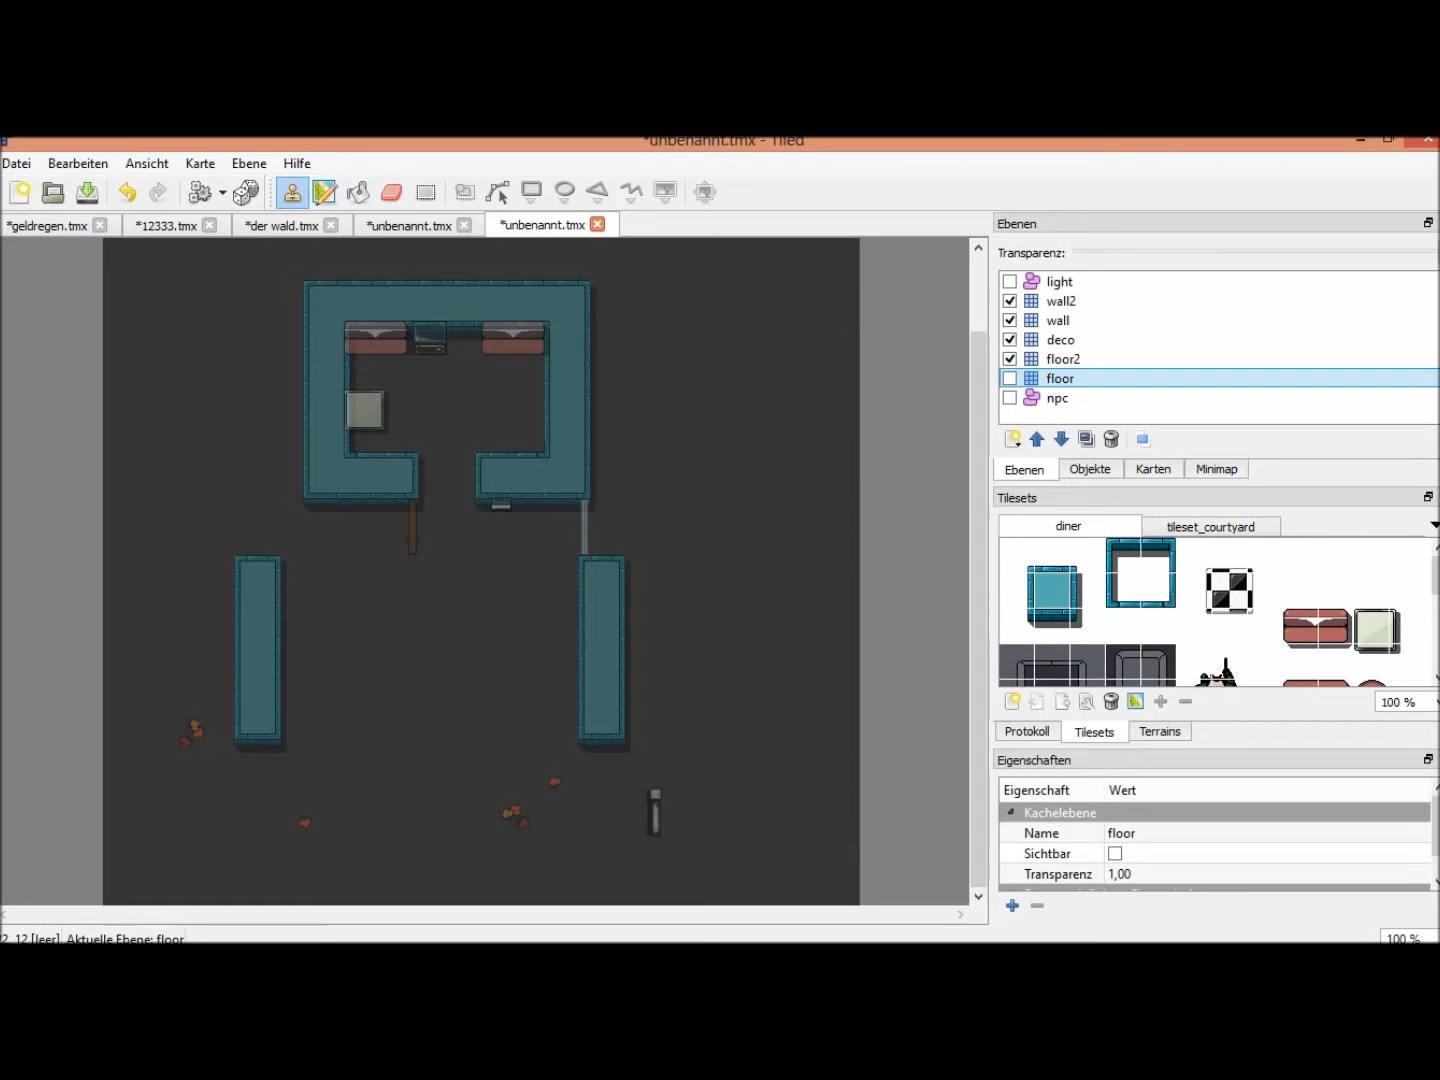 *unbenannt.tmx - Tiled
Datei Bearbeiten Ansicht Karte Ebene Hilfe
*geldregen.tmx *12333.tmx *der wald.tmx *unbenannt.tmx *unbenannt.tmx
Ebenen
Transparenz:
light
wall2
wall
deco
floor2
floor
npc
Ebenen Objekte Karten Minimap
Tilesets
diner tileset_courtyard
100 %
Protokoll Tilesets Terrains
Eigenschaften
Eigenschaft Wert
Kachelebene
Name floor
Sichtbar
Transparenz 1,00
12 [leer] Aktuelle Ebene: floor
100 %